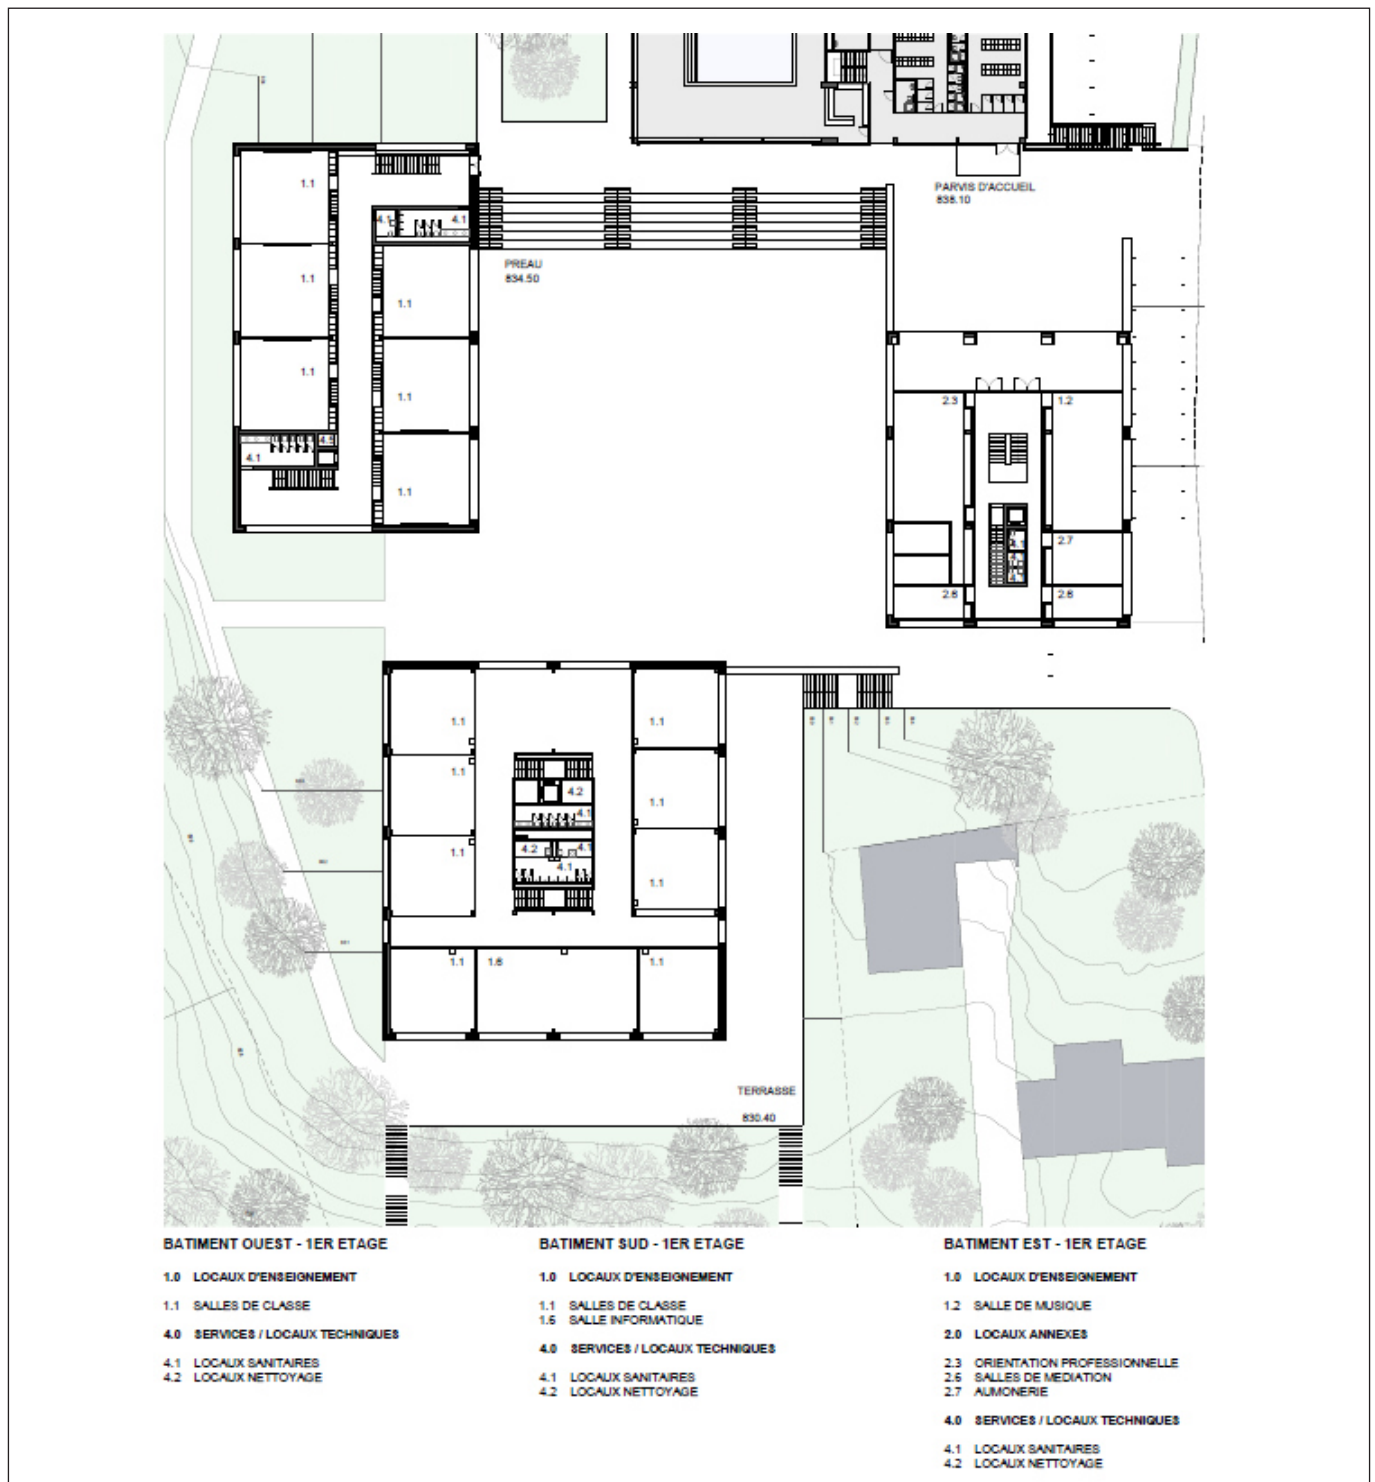 PARVIS D'ACCUEIL
838.10
1.1
4.1 4.1
PREAU
834.50
1.1
1.1
1.1
1.1
2.3 1.2
4.5
4.1
1.1
4.1
2.7
2.6 2.6
1.1 1.1
1.1
4.2
1.1
4.1
4.2 4.1
1.1
4.1
1.1
1.1 1.6 1.1
TERRASSE
830.40
BATIMENT OUEST - 1ER ETAGE
1.0 LOCAUX D'ENSEIGNEMENT
1.1 SALLES DE CLASSE
4.0 SERVICES / LOCAUX TECHNIQUES
4.1 LOCAUX SANITAIRES
4.2 LOCAUX NETTOYAGE
BATIMENT SUD - 1ER ETAGE
1.0 LOCAUX D'ENSEIGNEMENT
1.1 SALLES DE CLASSE
1.6 SALLE INFORMATIQUE
4.0 SERVICES / LOCAUX TECHNIQUES
4.1 LOCAUX SANITAIRES
4.2 LOCAUX NETTOYAGE
BATIMENT EST - 1ER ETAGE
1.0 LOCAUX D'ENSEIGNEMENT
1.2 SALLE DE MUSIQUE
2.0 LOCAUX ANNEXES
2.3 ORIENTATION PROFESSIONNELLE
2.6 SALLES DE MEDIATION
2.7 AUMONERIE
4.0 SERVICES / LOCAUX TECHNIQUES
4.1 LOCAUX SANITAIRES
4.2 LOCAUX NETTOYAGE